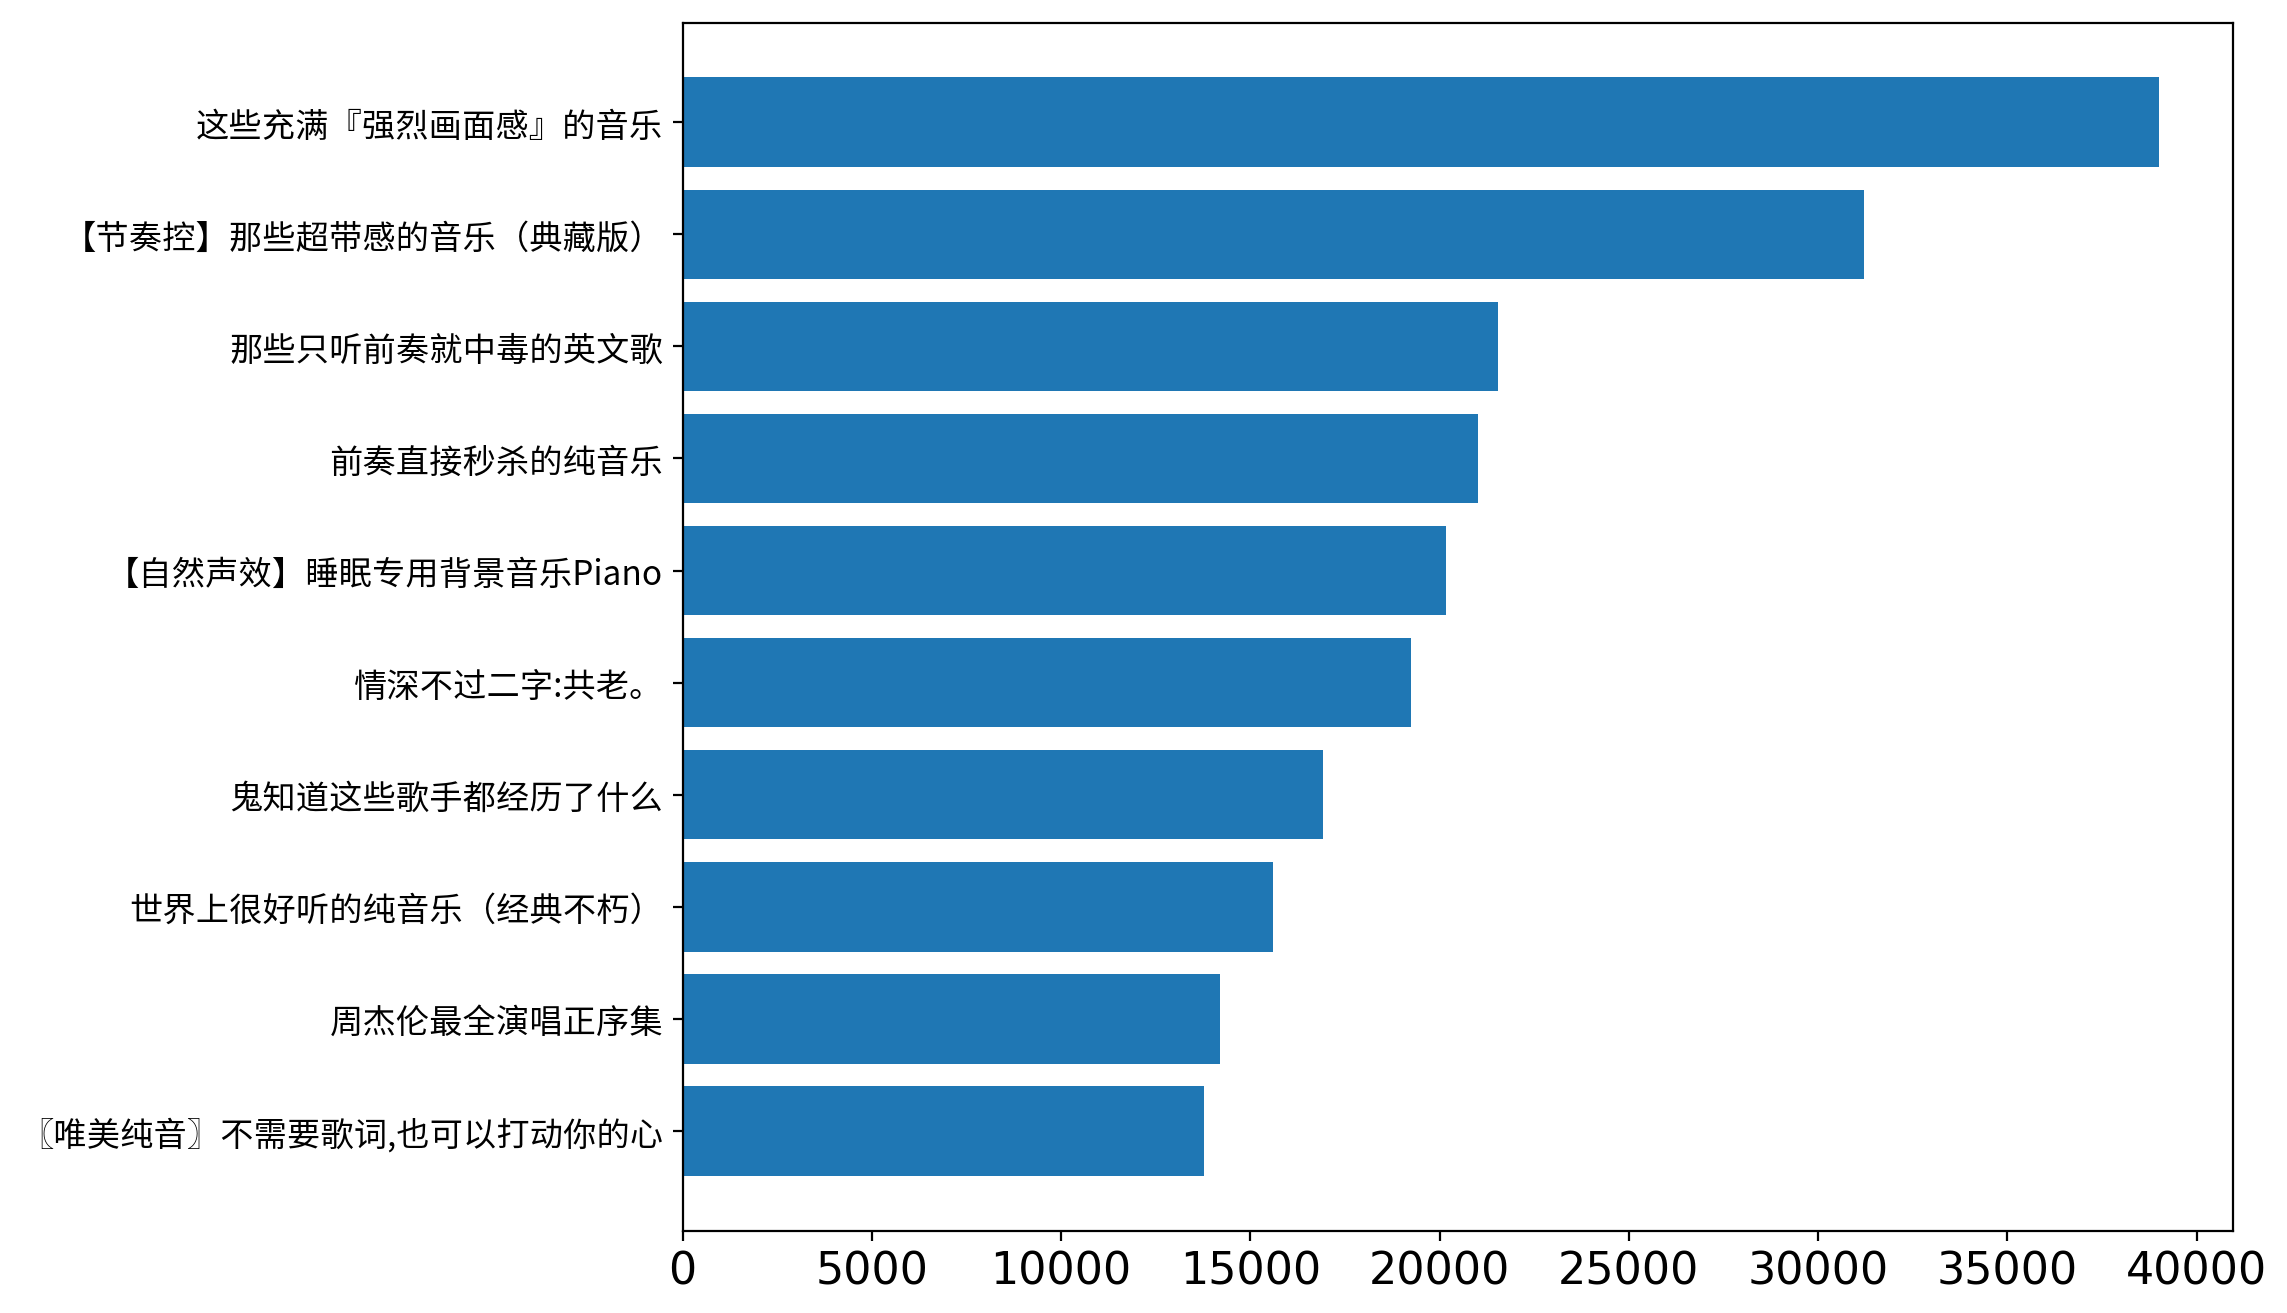 这些充满『强烈画面感』的音乐
【节奏控】那些超带感的音乐（典藏版）
那些只听前奏就中毒的英文歌
前奏直接秒杀的纯音乐
【自然声效】睡眠专用背景音乐Piano
情深不过二字:共老。
鬼知道这些歌手都经历了什么
世界上很好听的纯音乐（经典不朽）
周杰伦最全演唱正序集
〖唯美纯音〗不需要歌词,也可以打动你的心
0 5000 10000 15000 20000 25000 30000 35000 40000